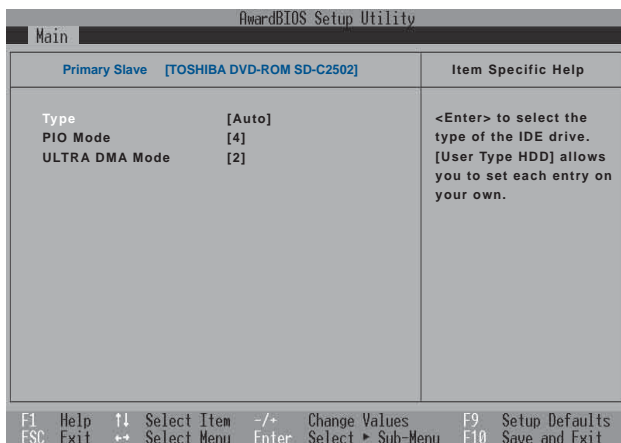 AwardBIOS Setup Utility
Main
Primary Slave [TOSHIBA DVD-ROM SD-C2502]
Item Specific Help
Type [Auto]
PIO Mode [4]
ULTRA DMA Mode [2]
<Enter> to select the
type of the IDE drive.
[User Type HDD] allows
you to set each entry on
your own.
F1 Help ↑↓ Select Item -/+ Change Values F9 Setup Defaults
ESC Exit ←→ Select Menu Enter Select ► Sub-Menu F10 Save and Exit